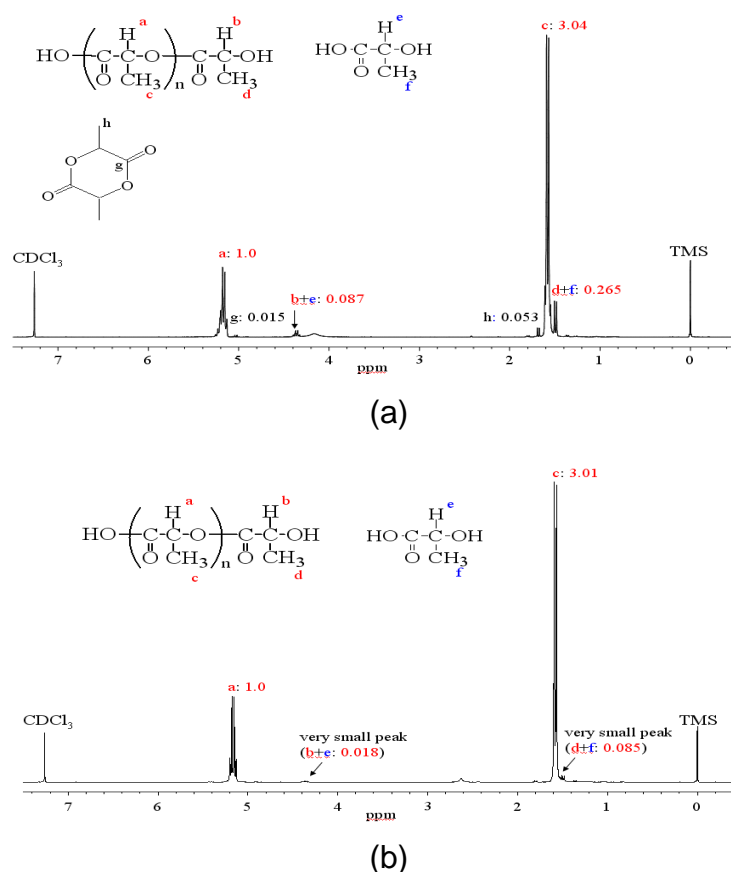 a
b
e
c: 3.04
H
H
H
HO
C
C
O
C
C
OH
HO
C
C
OH
O
CH3
n
O
CH3
O
CH3
c
d
f
h
O
O
g
O
O
CDCl3
a: 1.0
TMS
g: 0.015
b+e: 0.087
h: 0.053
d+f: 0.265
7
6
5
4
3
2
1
0
ppm
(a)
c: 3.01
a
b
e
H
H
H
HO
C
C
O
C
C
OH
HO
C
C
OH
O
CH3
n
O
CH3
O
CH3
c
d
f
a: 1.0
CDCl3
very small peak
(b+e: 0.018)
very small peak
(d+f: 0.085)
TMS
7
6
5
4
3
2
1
0
ppm
(b)